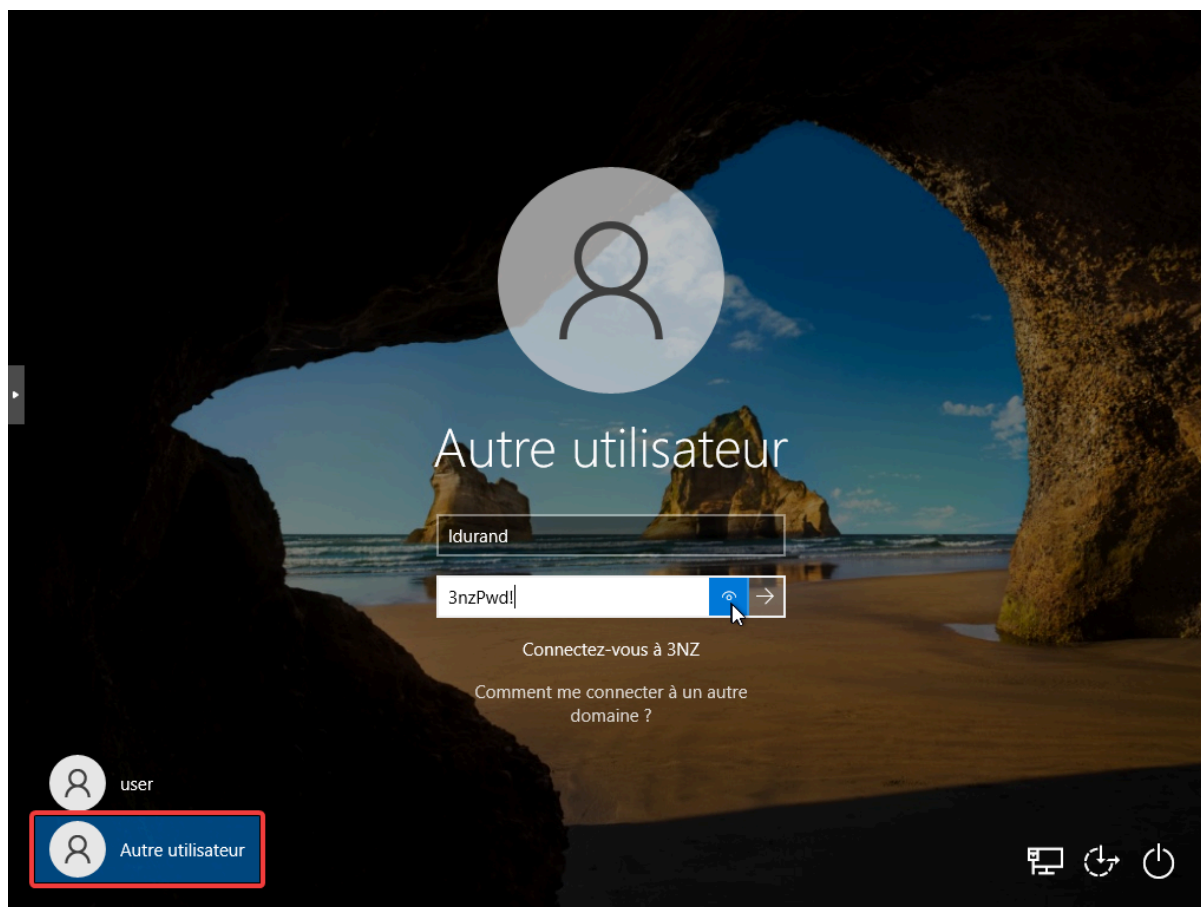 Autre utilisateur
ldurand
3nzPwd!
Connectez-vous à 3NZ
Comment me connecter à un autre
domaine ?
user
Autre utilisateur